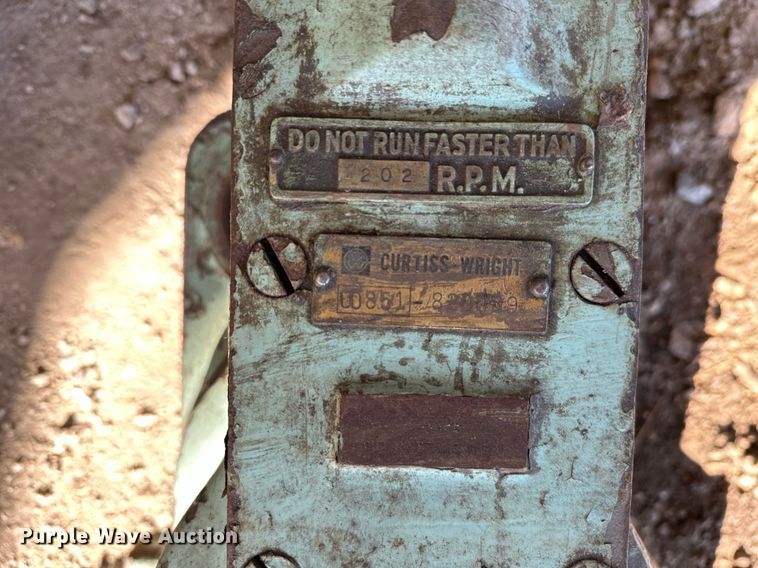 DO NOT RUN FASTER THAN
202 R.P.M.
CURTISS-WRIGHT
Purple Wave Auction